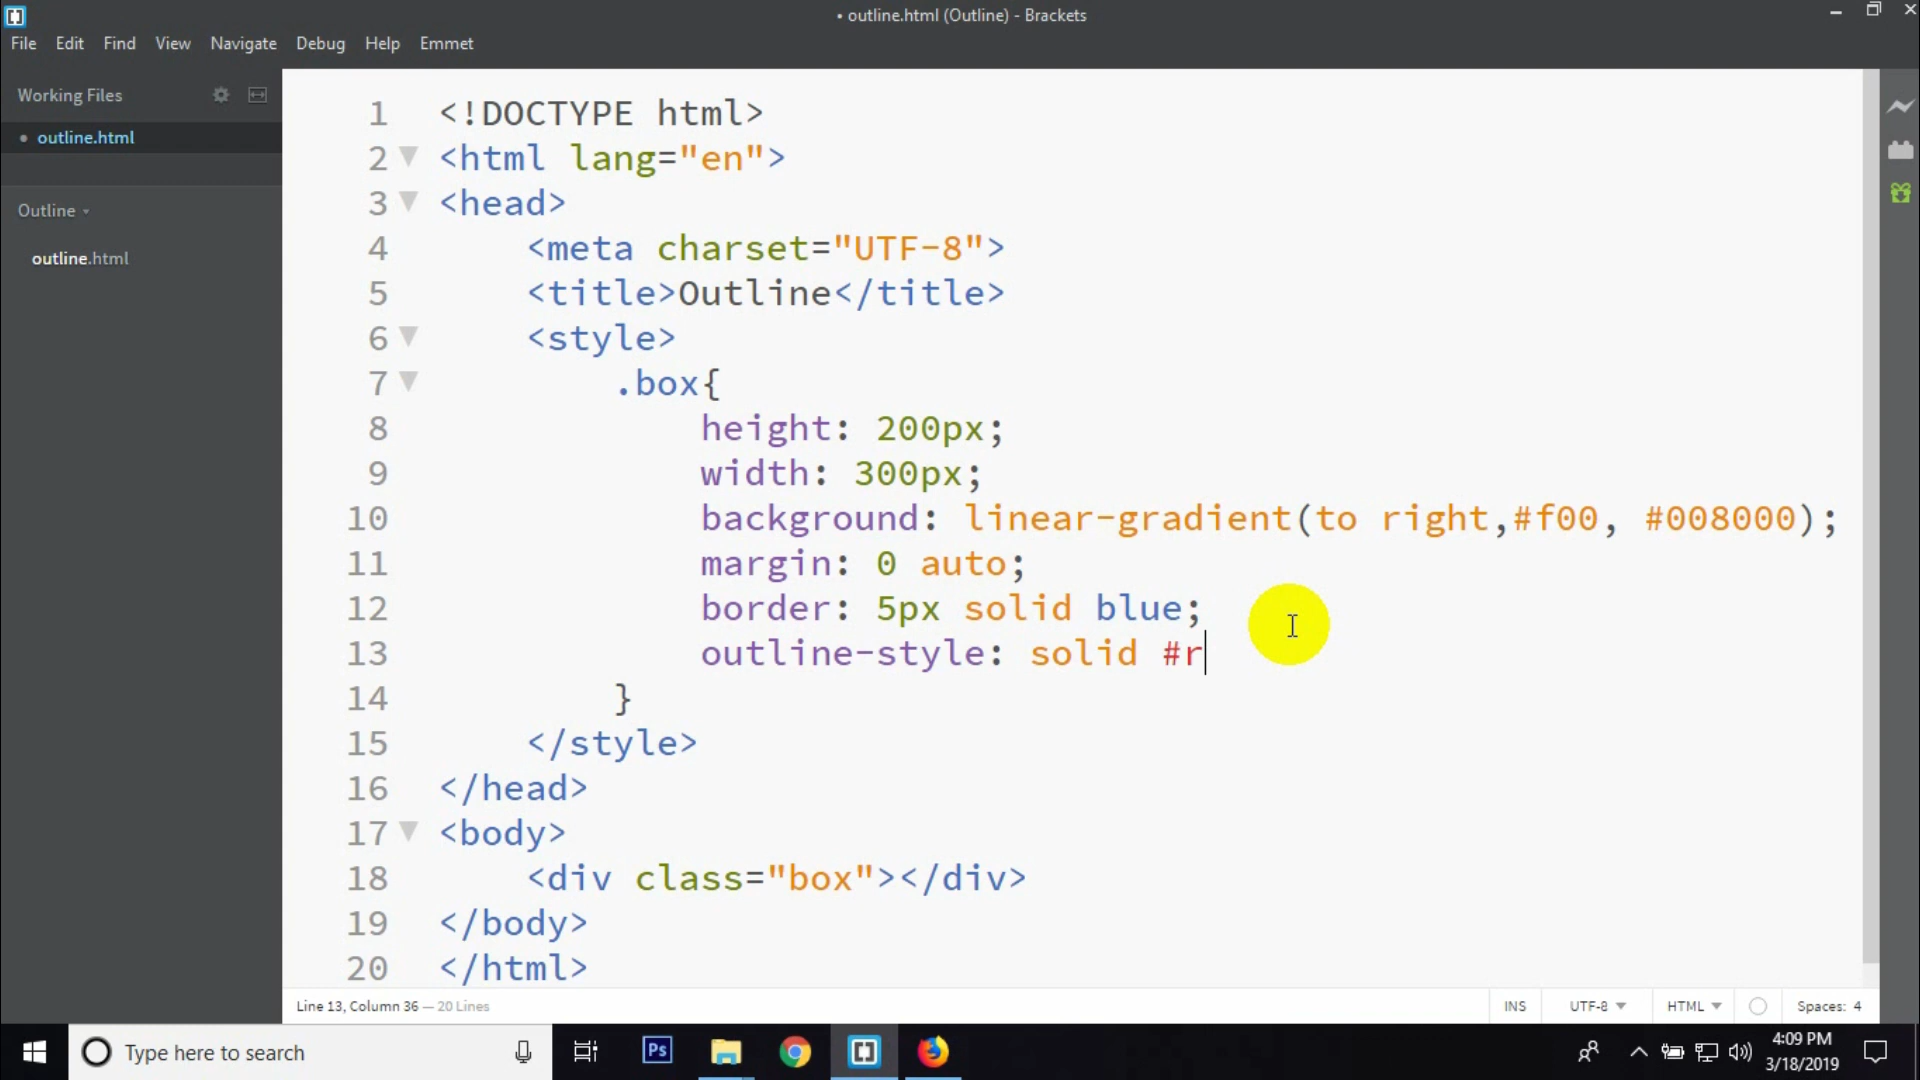 • outline.html (Outline) - Brackets
File Edit Find View Navigate Debug Help Emmet
Working Files
• outline.html
Outline
outline.html
1 <!DOCTYPE html>
2 <html lang="en">
3 <head>
4 <meta charset="UTF-8">
5 <title>Outline</title>
6 <style>
7 .box{
8 height: 200px;
9 width: 300px;
10 background: linear-gradient(to right,#f00, #008000);
11 margin: 0 auto;
12 border: 5px solid blue;
13 outline-style: solid #r
14 }
15 </style>
16 </head>
17 <body>
18 <div class="box"></div>
19 </body>
20 </html>
Line 13, Column 36 — 20 Lines
INS UTF-8 HTML Spaces: 4
Type here to search
Ps
4:09 PM
3/18/2019